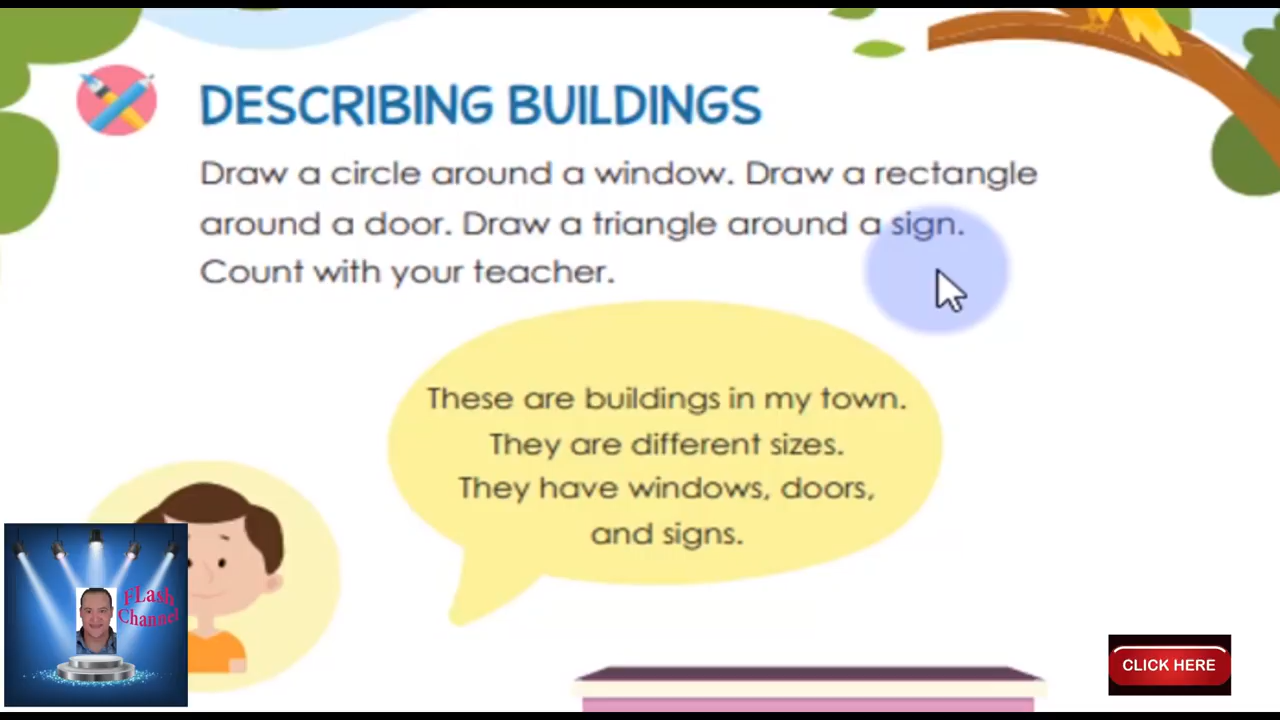 DESCRIBING BUILDINGS
Draw a circle around a window. Draw a rectangle
around a door. Draw a triangle around a sign.
Count with your teacher.
These are buildings in my town.
They are different sizes.
They have windows, doors,
and signs.
FLash
Channel
CLICK HERE